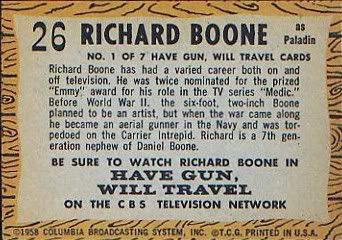 26 RICHARD BOONE as Paladin
NO. 1 OF 7 HAVE GUN, WILL TRAVEL CARDS
Richard Boone has had a varied career both on and
off television. He was twice nominated for the prized
"Emmy" award for his role in the TV series "Medic."
Before World War II. the six-foot, two-inch Boone
planned to be an artist, but when the war came along
he became an aerial gunner in the Navy and was tor-
pedoed on the Carrier Intrepid. Richard is a 7th gen-
eration nephew of Daniel Boone.
BE SURE TO WATCH RICHARD BOONE IN
HAVE GUN,
WILL TRAVEL
ON THE CBS TELEVISION NETWORK
©1958 COLUMBIA BROADCASTING SYSTEM, INC. ©T.C.G. PRINTED IN U.S.A.